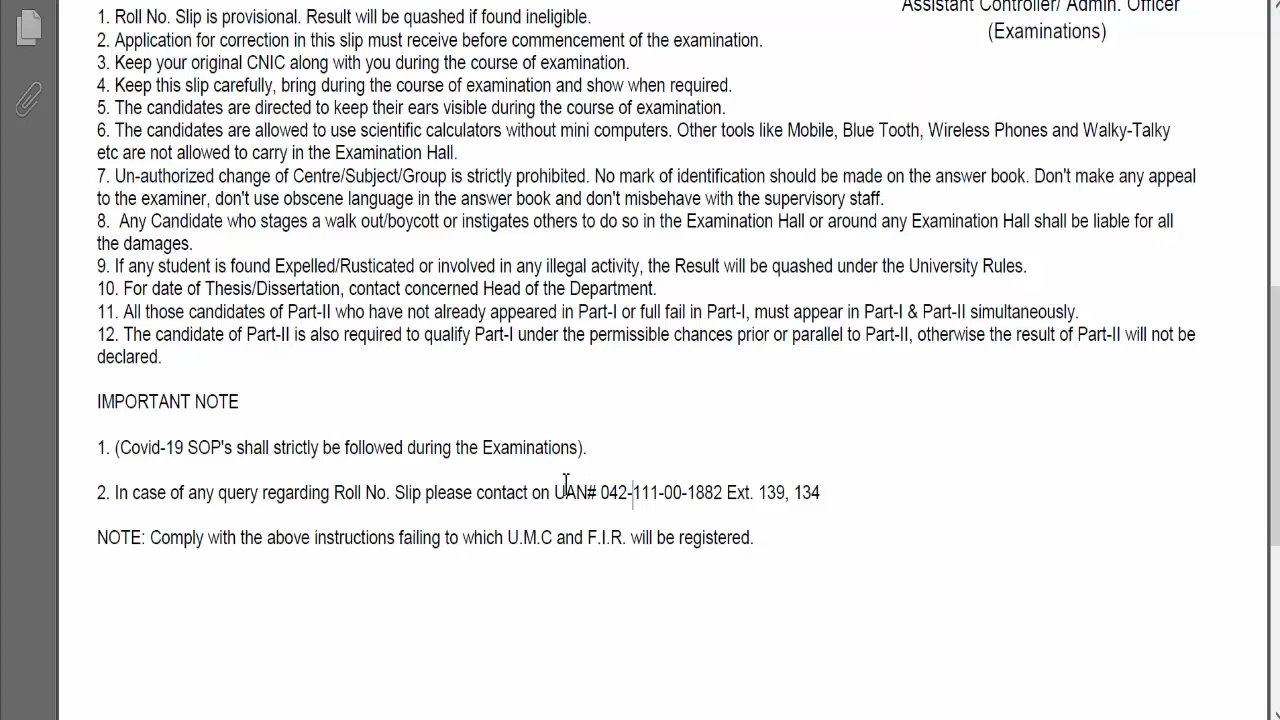 Assistant Controller/ Admin. Officer
(Examinations)
1. Roll No. Slip is provisional. Result will be quashed if found ineligible.
2. Application for correction in this slip must receive before commencement of the examination.
3. Keep your original CNIC along with you during the course of examination.
4. Keep this slip carefully, bring during the course of examination and show when required.
5. The candidates are directed to keep their ears visible during the course of examination.
6. The candidates are allowed to use scientific calculators without mini computers. Other tools like Mobile, Blue Tooth, Wireless Phones and Walky-Talky
etc are not allowed to carry in the Examination Hall.
7. Un-authorized change of Centre/Subject/Group is strictly prohibited. No mark of identification should be made on the answer book. Don't make any appeal
to the examiner, don't use obscene language in the answer book and don't misbehave with the supervisory staff.
8. Any Candidate who stages a walk out/boycott or instigates others to do so in the Examination Hall or around any Examination Hall shall be liable for all
the damages.
9. If any student is found Expelled/Rusticated or involved in any illegal activity, the Result will be quashed under the University Rules.
10. For date of Thesis/Dissertation, contact concerned Head of the Department.
11. All those candidates of Part-II who have not already appeared in Part-I or full fail in Part-I, must appear in Part-I & Part-II simultaneously.
12. The candidate of Part-II is also required to qualify Part-I under the permissible chances prior or parallel to Part-II, otherwise the result of Part-II will not be
declared.
IMPORTANT NOTE
1. (Covid-19 SOP's shall strictly be followed during the Examinations).
2. In case of any query regarding Roll No. Slip please contact on UAN# 042-111-00-1882 Ext. 139, 134
NOTE: Comply with the above instructions failing to which U.M.C and F.I.R. will be registered.